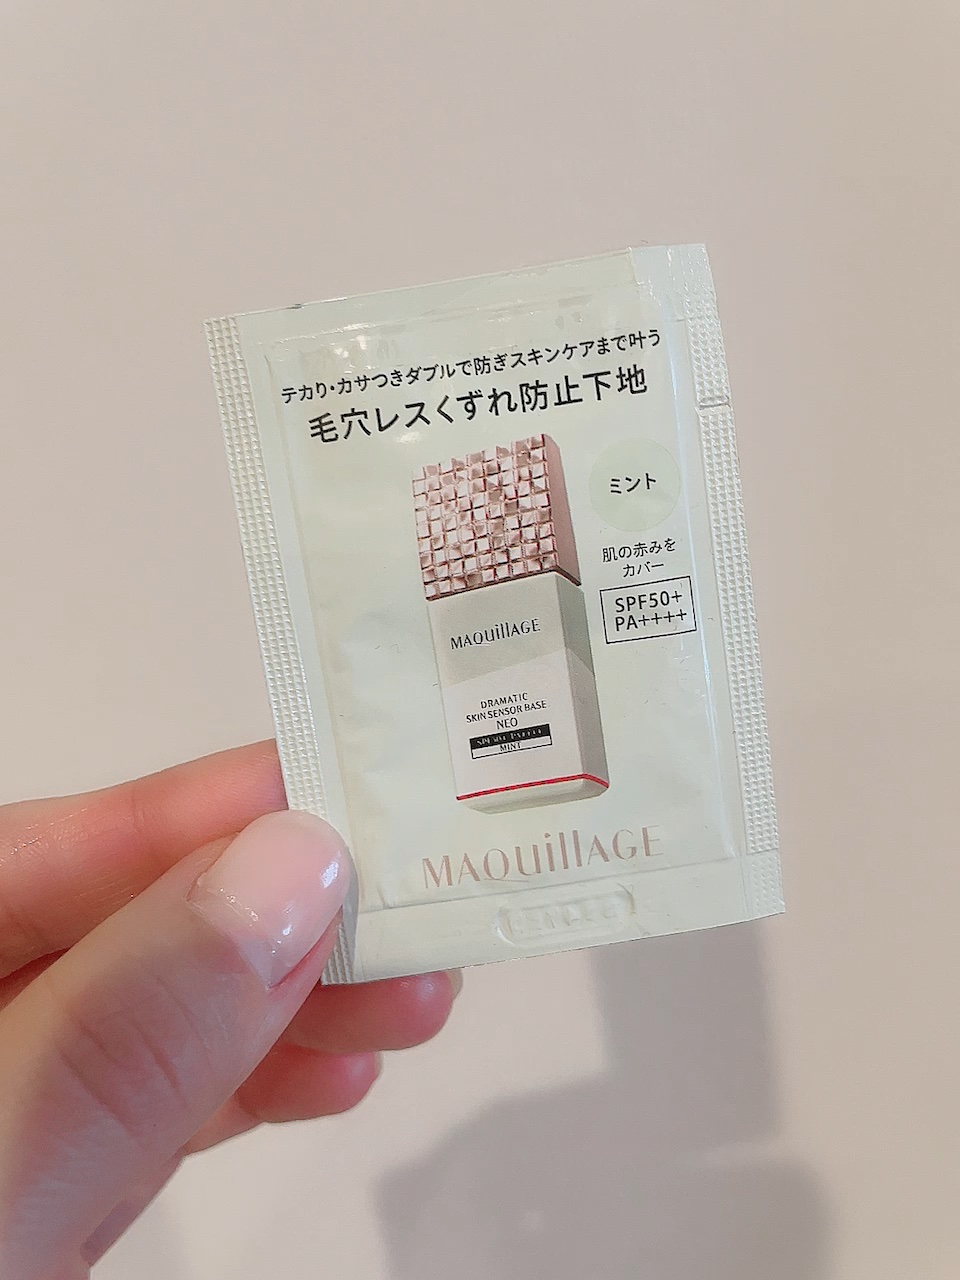 テカり・カサつきダブルで防ぎスキンケアまで叶う
毛穴レスくずれ防止下地
ミント
肌の赤みを
カバー
SPF50+
PA++++
MAQuillAGE
DRAMATIC
SKIN SENSOR BASE
NEO
MINT
MAQuillAGE